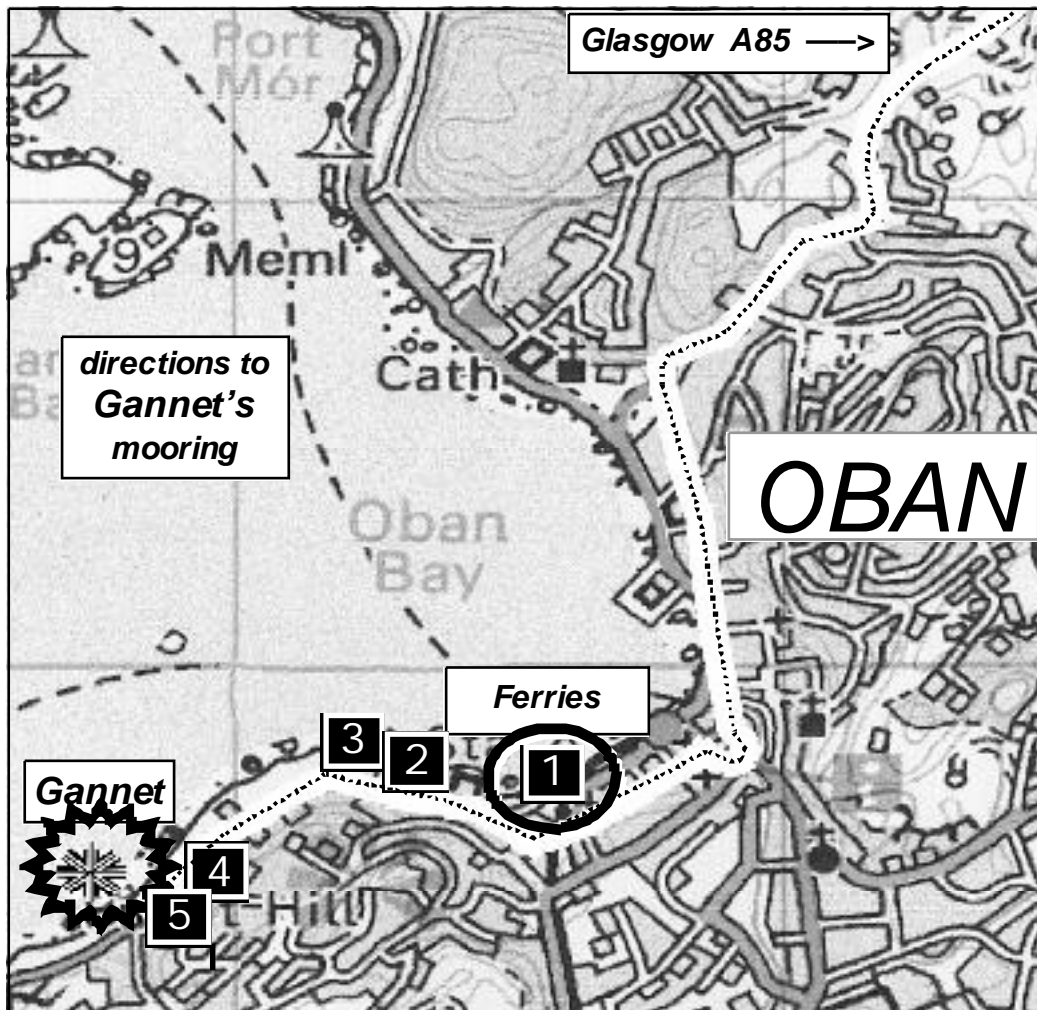 Glasgow A85 ——>
Port
Mór
9
Meml
directions to
Gannet's
mooring
Cath
OBAN
Oban
Bay
Ferries
3
2
1
Gannet
4
5
Hill